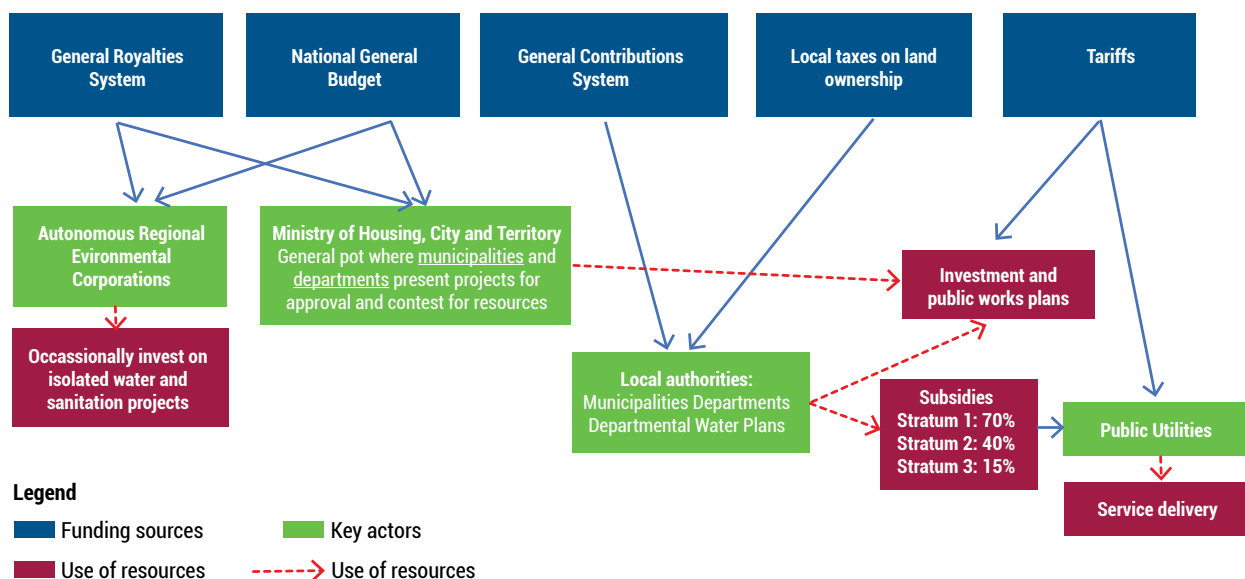 General Royalties
System
National General
Budget
General Contributions
System
Local taxes on land
ownership
Tariffs
Autonomous Regional
Evironmental
Corporations
Ministry of Housing, City and Territory
General pot where municipalities and
departments present projects for
approval and contest for resources
Investment and
public works plans
Occassionally invest on
isolated water and
sanitation projects
Local authorities:
Municipalities Departments
Departmental Water Plans
Subsidies
Stratum 1: 70%
Stratum 2: 40%
Stratum 3: 15%
Public Utilities
Service delivery
Legend
Funding sources
Key actors
Use of resources
Use of resources